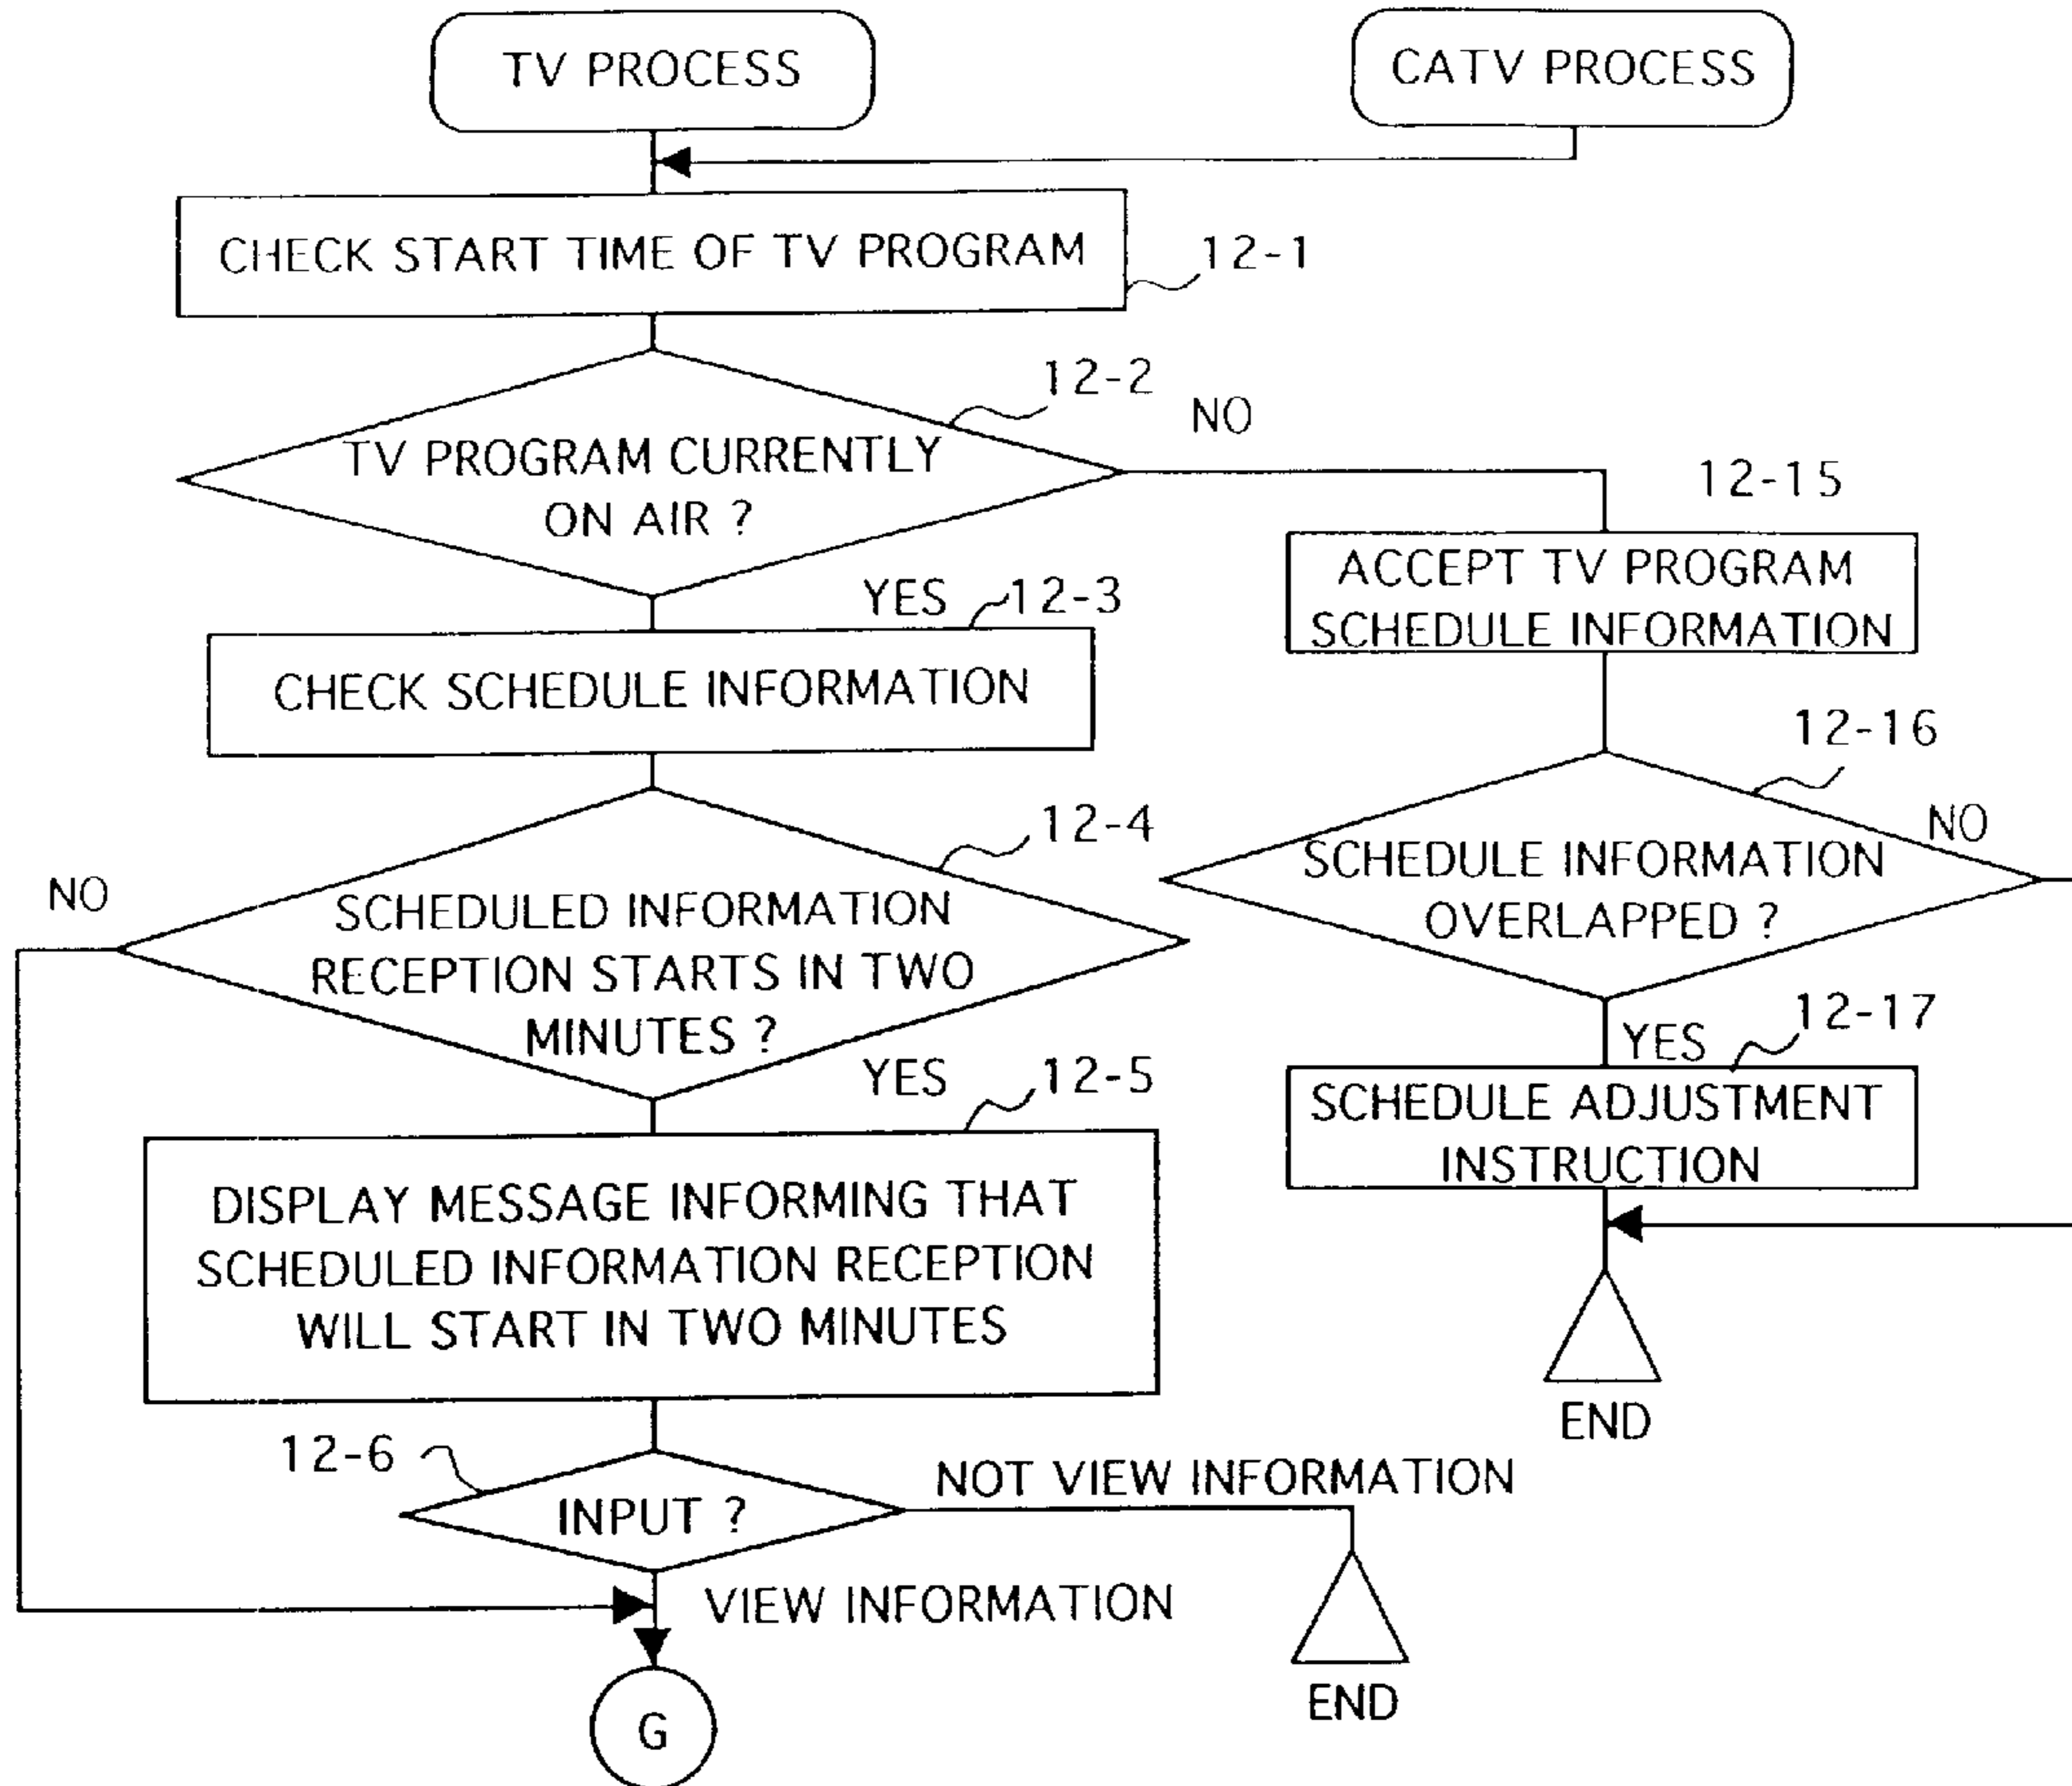 TV PROCESS
CATV PROCESS
CHECK START TIME OF TV PROGRAM
12-1
12-2
NO
TV PROGRAM CURRENTLY
ON AIR ?
12-15
ACCEPT TV PROGRAM
SCHEDULE INFORMATION
YES
12-3
CHECK SCHEDULE INFORMATION
12-16
12-4
NO
SCHEDULE INFORMATION
OVERLAPPED ?
NO
SCHEDULED INFORMATION
RECEPTION STARTS IN TWO
MINUTES ?
YES
12-17
YES
12-5
SCHEDULE ADJUSTMENT
INSTRUCTION
DISPLAY MESSAGE INFORMING THAT
SCHEDULED INFORMATION RECEPTION
WILL START IN TWO MINUTES
END
12-6
NOT VIEW INFORMATION
INPUT ?
VIEW INFORMATION
END
G